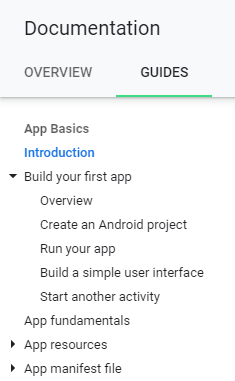 Documentation
OVERVIEW GUIDES
App Basics
Introduction
Build your first app
Overview
Create an Android project
Run your app
Build a simple user interface
Start another activity
App fundamentals
App resources
App manifest file